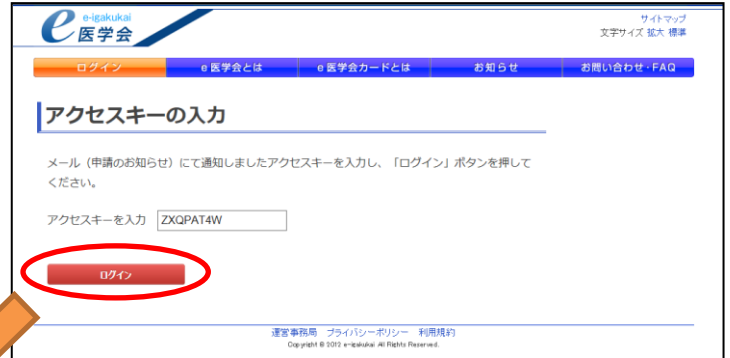 e-igakukai
e医学会
サイトマップ
文字サイズ 拡大 標準
ログイン
e医学会とは
e医学会カードとは
お知らせ
お問い合わせ・FAQ
アクセスキーの入力
メール（申請のお知らせ）にて通知しましたアクセスキーを入力し、「ログイン」ボタンを押して
ください。
アクセスキーを入力 ZXQPAT4W
ログイン
運営事務局 プライバシーポリシー 利用規約
Copyright © 2012 e-igakukai All Rights Reserved.